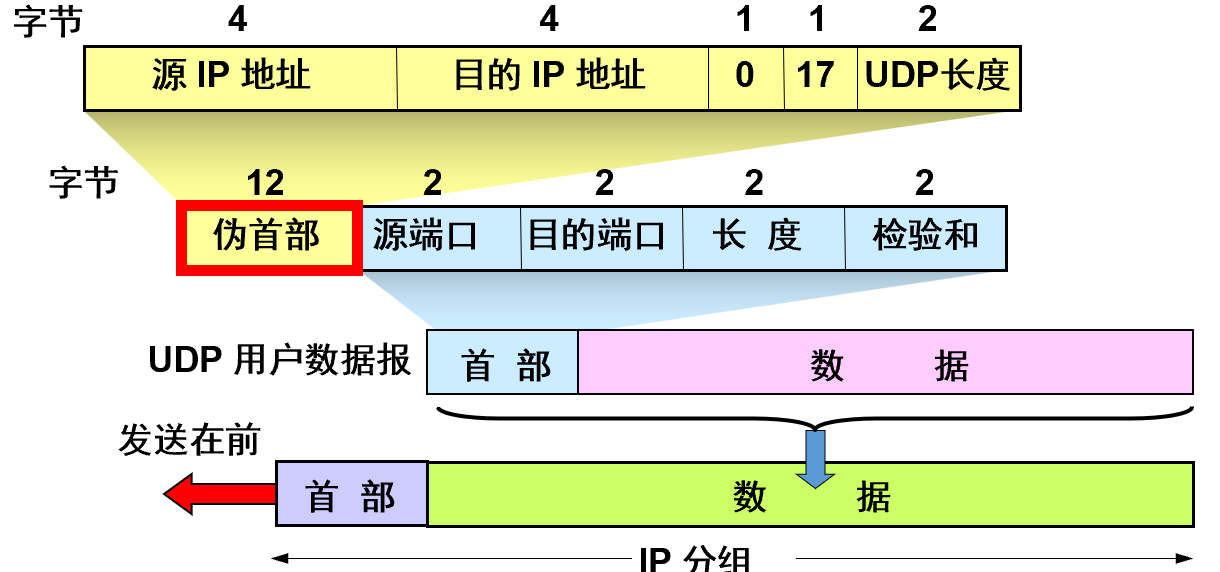 字节 4 4 1 1 2
源 IP 地址 目的 IP 地址 0 17 UDP长度
字节 12 2 2 2 2
伪首部 源端口 目的端口 长 度 检验和
UDP 用户数据报 首 部 数 据
发送在前
首 部 数 据
IP 分组